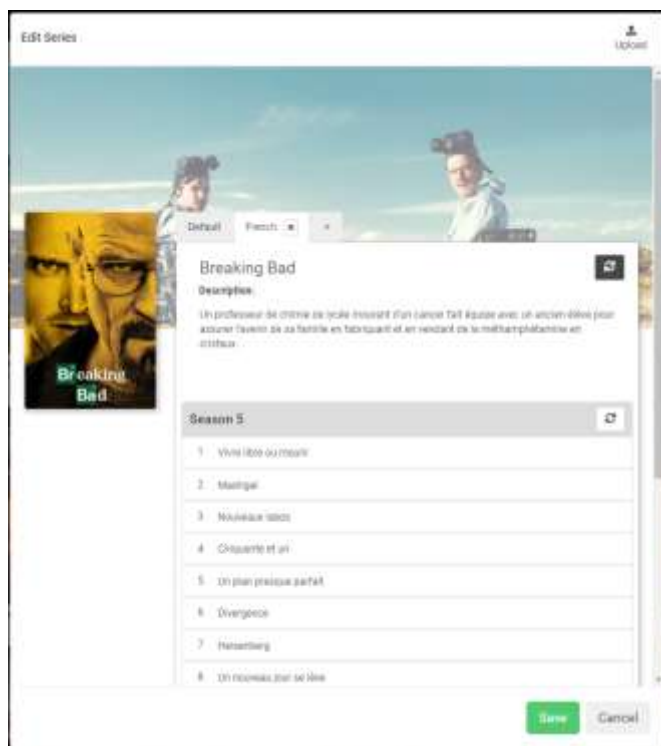 Edit Series
Upload
Default French × +
Breaking Bad
Description:
Un professeur de chimie de lycée mourant d'un cancer fait équipe avec un ancien élève pour
assurer l'avenir de sa famille en fabriquant et en vendant de la méthamphétamine en
cristaux
Breaking
Bad
Season 5
1 Vivre libre ou mourir
2 Madrigal
3 Nouveaux labos
4 Cinquante et un
5 Un plan presque parfait
6 Divergence
7 Heisenberg
8 Un nouveau jour se lève
Save Cancel